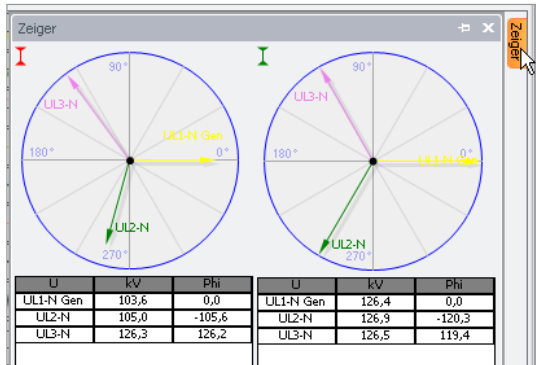 Zeiger
Zeiger
90°
UL3-N
UL1-N Gen
180°
0°
UL2-N
270°
90°
UL3-N
180°
0°
UL1-N Gen
UL2-N
270°
U kV Phi
UL1-N Gen 103,6 0,0
UL2-N 105,0 -105,6
UL3-N 126,3 126,2
U kV Phi
UL1-N Gen 126,4 0,0
UL2-N 126,9 -120,3
UL3-N 126,5 119,4